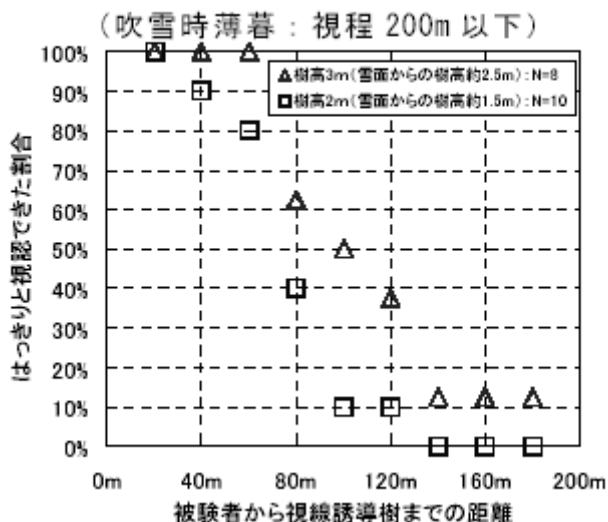 (吹雪時薄暮：視程 200m 以下)
100%
90%
80%
70%
60%
50%
40%
30%
20%
10%
0%
はっきりと視認できた割合
△樹高3m(雪面からの樹高約2.5m):N=8
□樹高2m(雪面からの樹高約1.5m):N=10
0m 40m 80m 120m 160m 200m
被験者から視線誘導樹までの距離